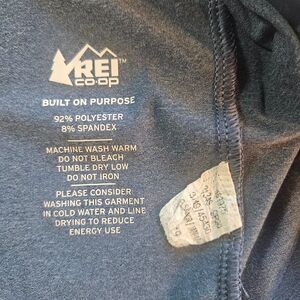 REI™
CO·OP
BUILT ON PURPOSE
92% POLYESTER
8% SPANDEX
MACHINE WASH WARM
DO NOT BLEACH
TUMBLE DRY LOW
DO NOT IRON
PLEASE CONSIDER
WASHING THIS GARMENT
IN COLD WATER AND LINE
DRYING TO REDUCE
ENERGY USE